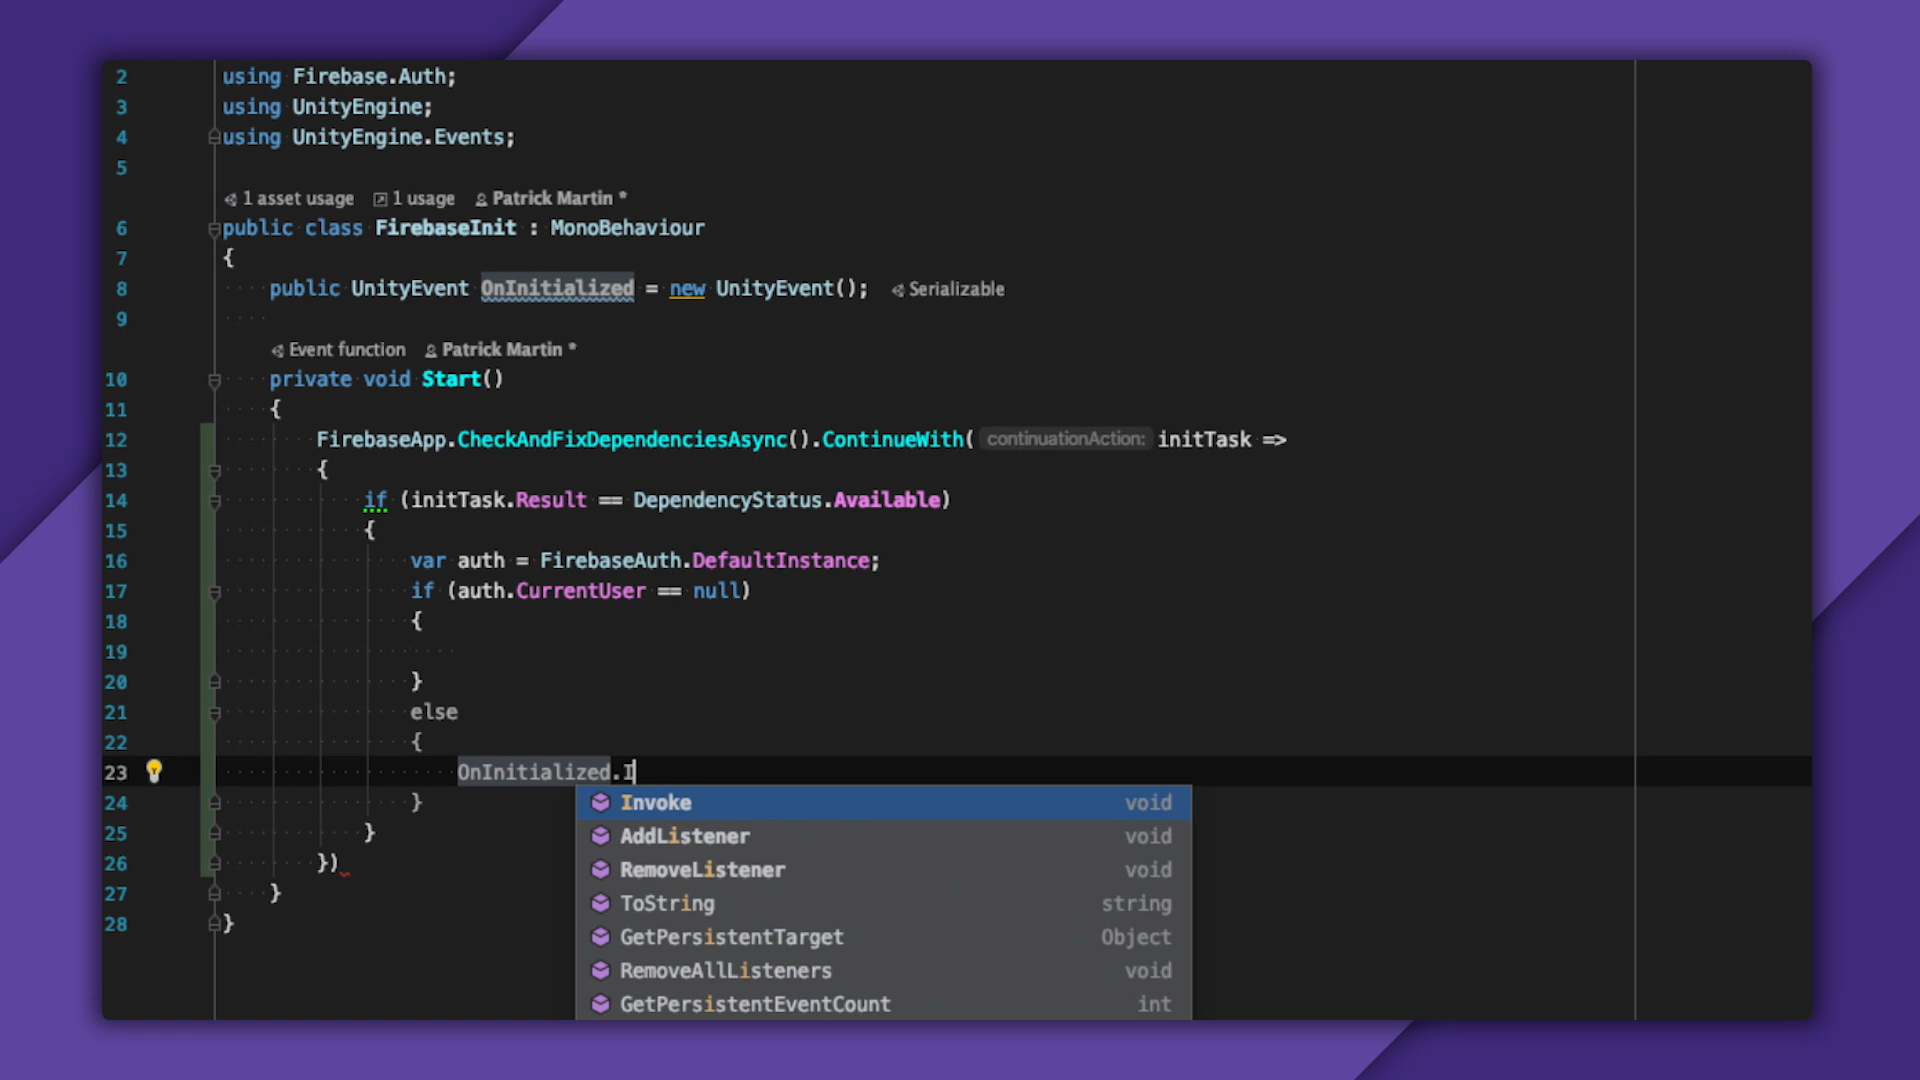 2 using Firebase.Auth;
3 using UnityEngine;
4 using UnityEngine.Events;
5
1 asset usage 1 usage Patrick Martin *
6 public class FirebaseInit : MonoBehaviour
7 {
8 public UnityEvent OnInitialized = new UnityEvent(); Serializable
9
Event function Patrick Martin *
10 private void Start()
11 {
12 FirebaseApp.CheckAndFixDependenciesAsync().ContinueWith( continuationAction: initTask =>
13 {
14 if (initTask.Result == DependencyStatus.Available)
15 {
16 var auth = FirebaseAuth.DefaultInstance;
17 if (auth.CurrentUser == null)
18 {
19
20 }
21 else
22 {
23 OnInitialized.I
24 }
25 }
26 })
27 }
28 }
Invoke void
AddListener void
RemoveListener void
ToString string
GetPersistentTarget Object
RemoveAllListeners void
GetPersistentEventCount int